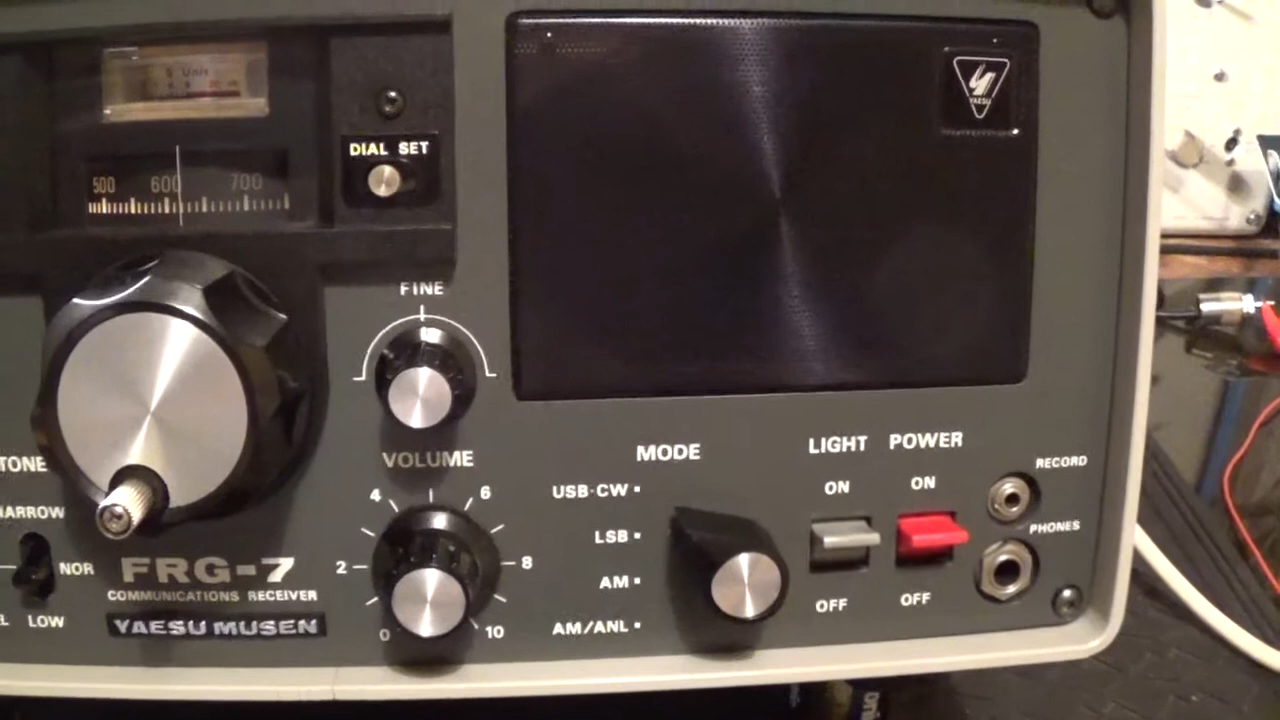 S Unit
DIAL SET
500 600 700
YAESU
FINE
TONE
VOLUME
4 6
2 8
0 10
NARROW
NOR
LOW
FRG-7
COMMUNICATIONS RECEIVER
YAESU MUSEN
MODE
USB·CW
LSB
AM
AM/ANL
LIGHT
ON
OFF
POWER
ON
OFF
RECORD
PHONES